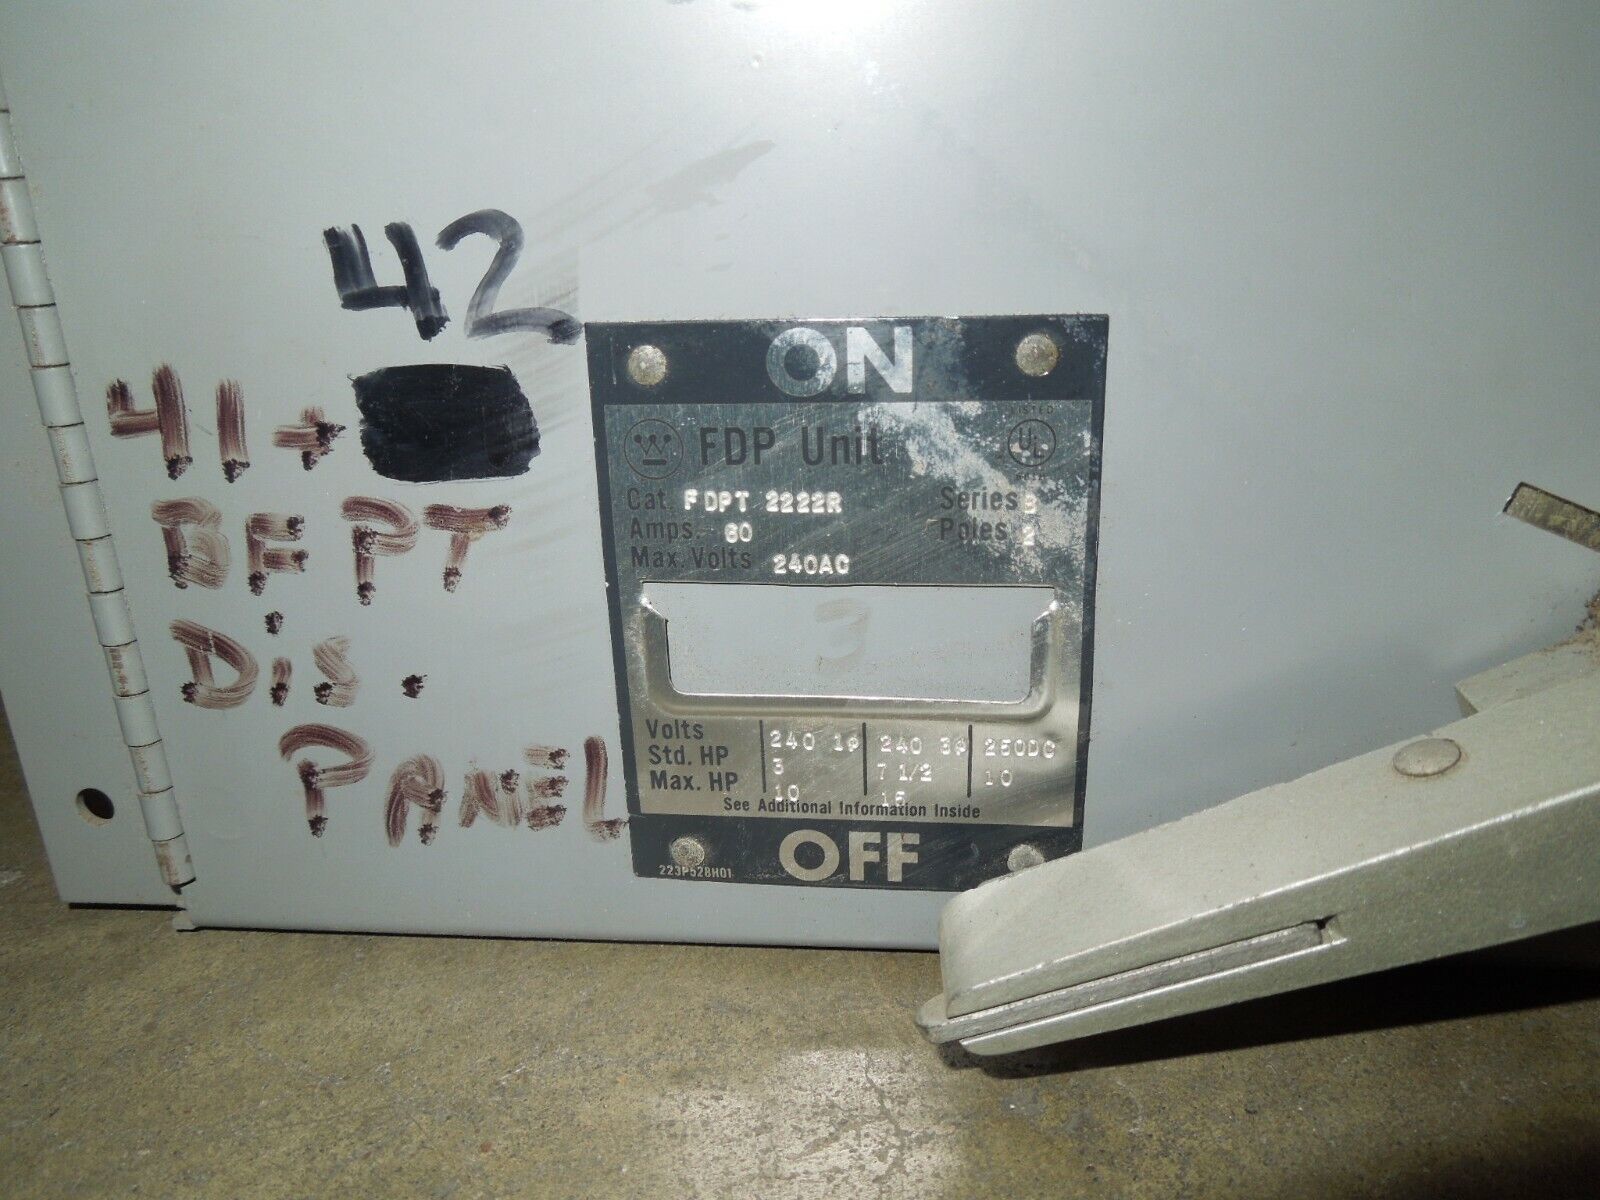 42
41 +
BFPT
Dis.
PANEL
ON
FDP Unit
LISTED
UL
Cat. FDPT 2222R Series B
Amps. 60 Poles 2
Max. Volts 240AC
3
Volts 240 1φ 240 3φ 250DC
Std. HP 3 7 1/2 10
Max. HP 10 15
See Additional Information Inside
OFF
223P528H01